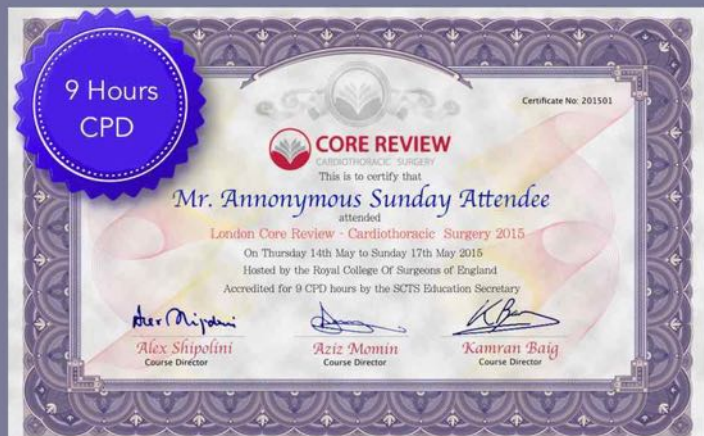 9 Hours
CPD
Certificate No: 201501
CORE REVIEW
CARDIOTHORACIC SURGERY
This is to certify that
Mr. Annonymous Sunday Attendee
attended
London Core Review - Cardiothoracic Surgery 2015
On Thursday 14th May to Sunday 17th May 2015
Hosted by the Royal College Of Surgeons of England
Accredited for 9 CPD hours by the SCTS Education Secretary
Alex Shipolini
Course Director
Aziz Momin
Course Director
Kamran Baig
Course Director